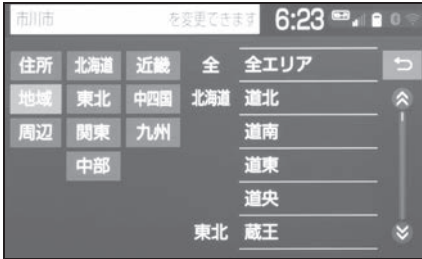 市川市 を変更できます 6:23
住所 北海道 近畿 全 全エリア
地域 東北 中四国 北海道 道北
周辺 関東 九州 道南
中部 道東
道央
東北 蔵王